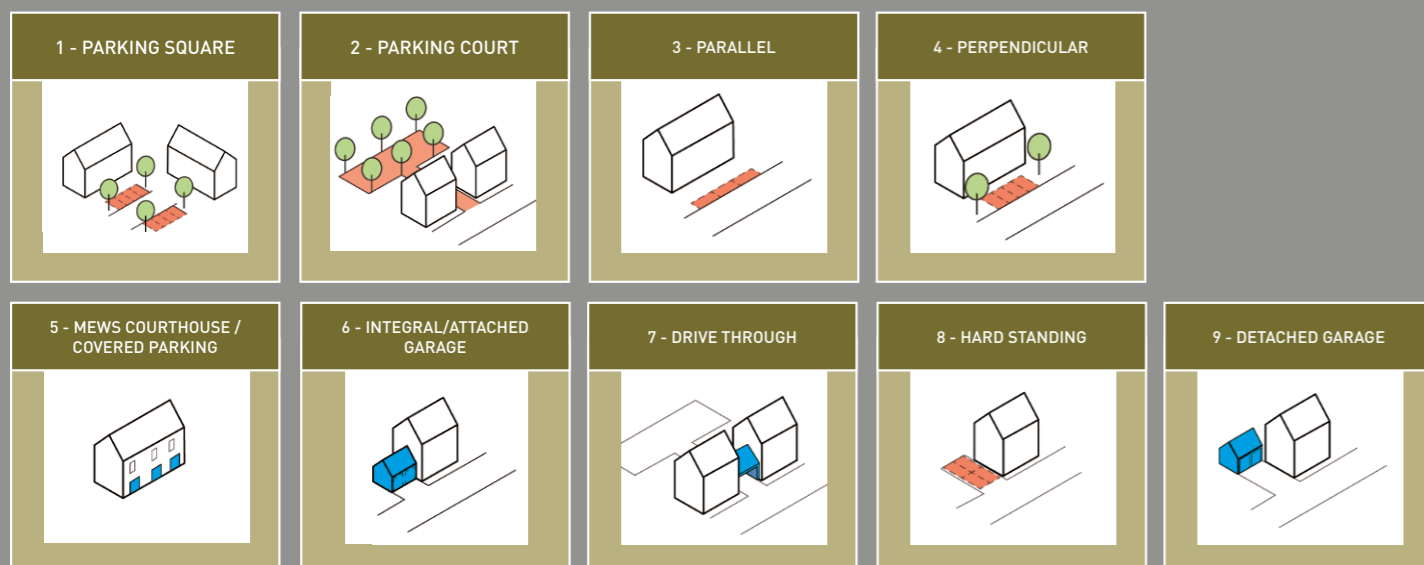 1 - PARKING SQUARE
2 - PARKING COURT
3 - PARALLEL
4 - PERPENDICULAR
5 - MEWS COURTHOUSE /
COVERED PARKING
6 - INTEGRAL/ATTACHED
GARAGE
7 - DRIVE THROUGH
8 - HARD STANDING
9 - DETACHED GARAGE